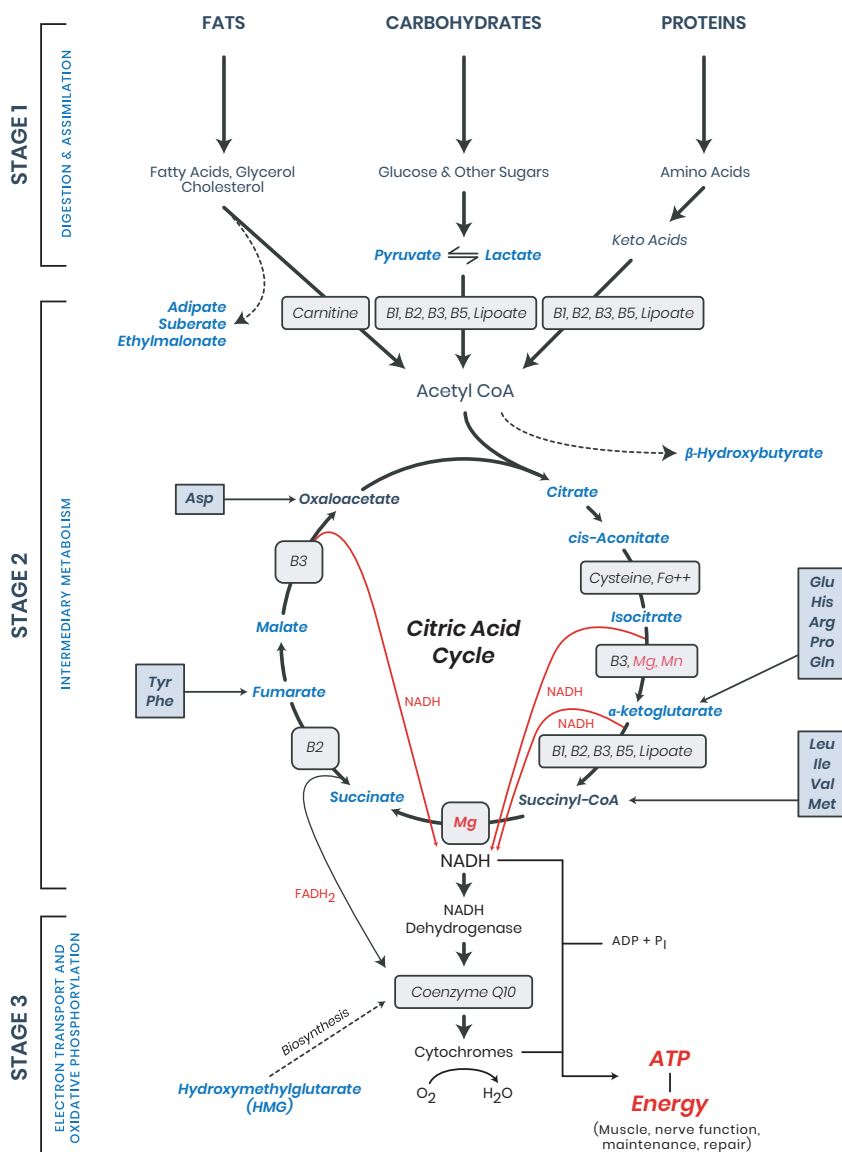 FATS
CARBOHYDRATES
PROTEINS
STAGE 1
DIGESTION & ASSIMILATION
Fatty Acids, Glycerol
Cholesterol
Glucose & Other Sugars
Amino Acids
Pyruvate ⇌ Lactate
Keto Acids
STAGE 2
INTERMEDIARY METABOLISM
Adipate
Suberate
Ethylmalonate
Carnitine
B1, B2, B3, B5, Lipoate
B1, B2, B3, B5, Lipoate
Acetyl CoA
β-Hydroxybutyrate
Asp
Oxaloacetate
Citrate
cis-Aconitate
B3
Cysteine, Fe++
Glu
His
Arg
Pro
Gln
Isocitrate
Malate
Citric Acid
Cycle
B3, Mg, Mn
Tyr
Phe
Fumarate
NADH
NADH
NADH
α-ketoglutarate
B2
B1, B2, B3, B5, Lipoate
Leu
Ile
Val
Met
Succinate
Mg
Succinyl-CoA
NADH
FADH2
STAGE 3
ELECTRON TRANSPORT AND
OXIDATIVE PHOSPHORYLATION
NADH
Dehydrogenase
ADP + PI
Coenzyme Q10
Biosynthesis
Cytochromes
Hydroxymethylglutarate
(HMG)
O2
H2O
ATP
Energy
(Muscle, nerve function,
maintenance, repair)